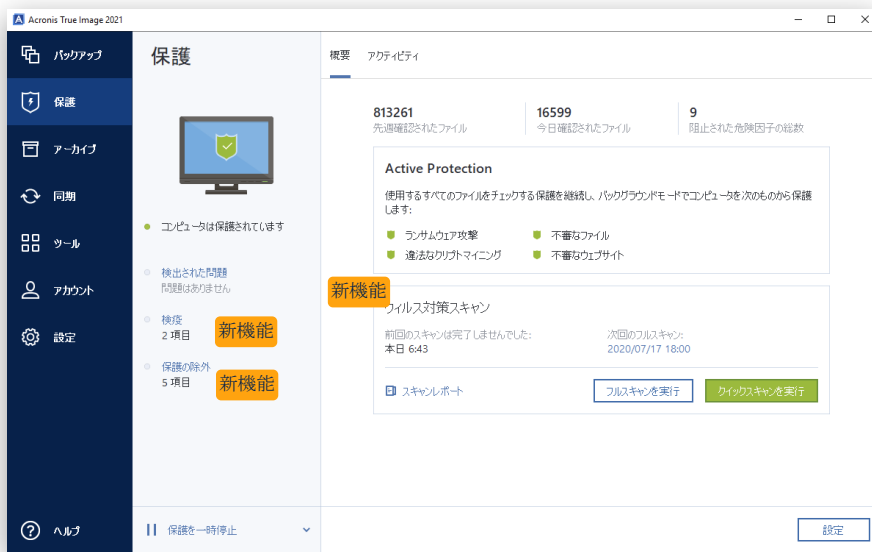 Acronis True Image 2021
バックアップ
保護
アーカイブ
同期
ツール
アカウント
設定
ヘルプ
保護
コンピュータは保護されています
検出された問題
問題はありません
検疫
2 項目
新機能
保護の除外
5 項目
新機能
保護を一時停止
概要 アクティビティ
813261 16599 9
先週確認されたファイル 今日確認されたファイル 阻止された危険因子の総数
Active Protection
使用するすべてのファイルをチェックする保護を継続し、バックグラウンドモードでコンピュータを次のものから保護
します:
ランサムウェア攻撃 不審なファイル
違法なクリプトマイニング 不審なウェブサイト
新機能
ウィルス対策スキャン
前回のスキャンは完了しませんでした: 次回のフルスキャン:
本日 6:43 2020/07/17 18:00
スキャンレポート フルスキャンを実行 クイックスキャンを実行
設定